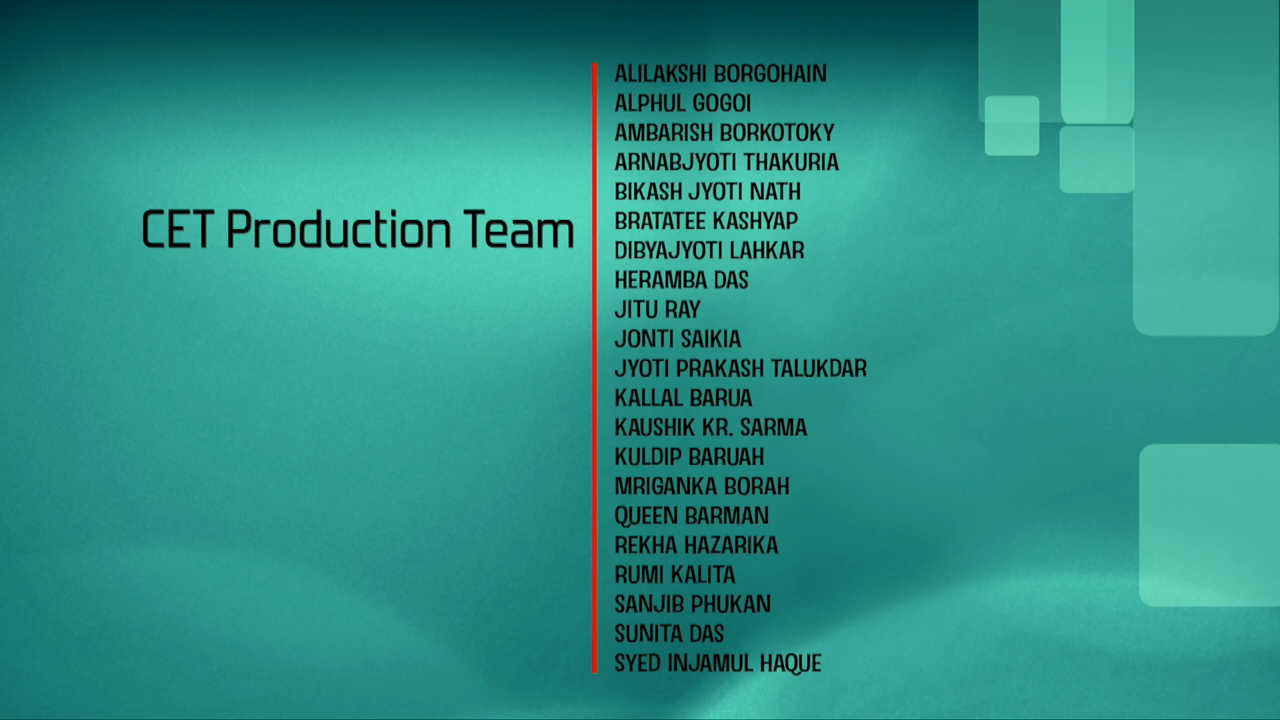 CET Production Team
ALILAKSHI BORGOHAIN
ALPHUL GOGOI
AMBARISH BORKOTOKY
ARNABJYOTI THAKURIA
BIKASH JYOTI NATH
BRATATEE KASHYAP
DIBYAJYOTI LAHKAR
HERAMBA DAS
JITU RAY
JONTI SAIKIA
JYOTI PRAKASH TALUKDAR
KALLAL BARUA
KAUSHIK KR. SARMA
KULDIP BARUAH
MRIGANKA BORAH
QUEEN BARMAN
REKHA HAZARIKA
RUMI KALITA
SANJIB PHUKAN
SUNITA DAS
SYED INJAMUL HAQUE